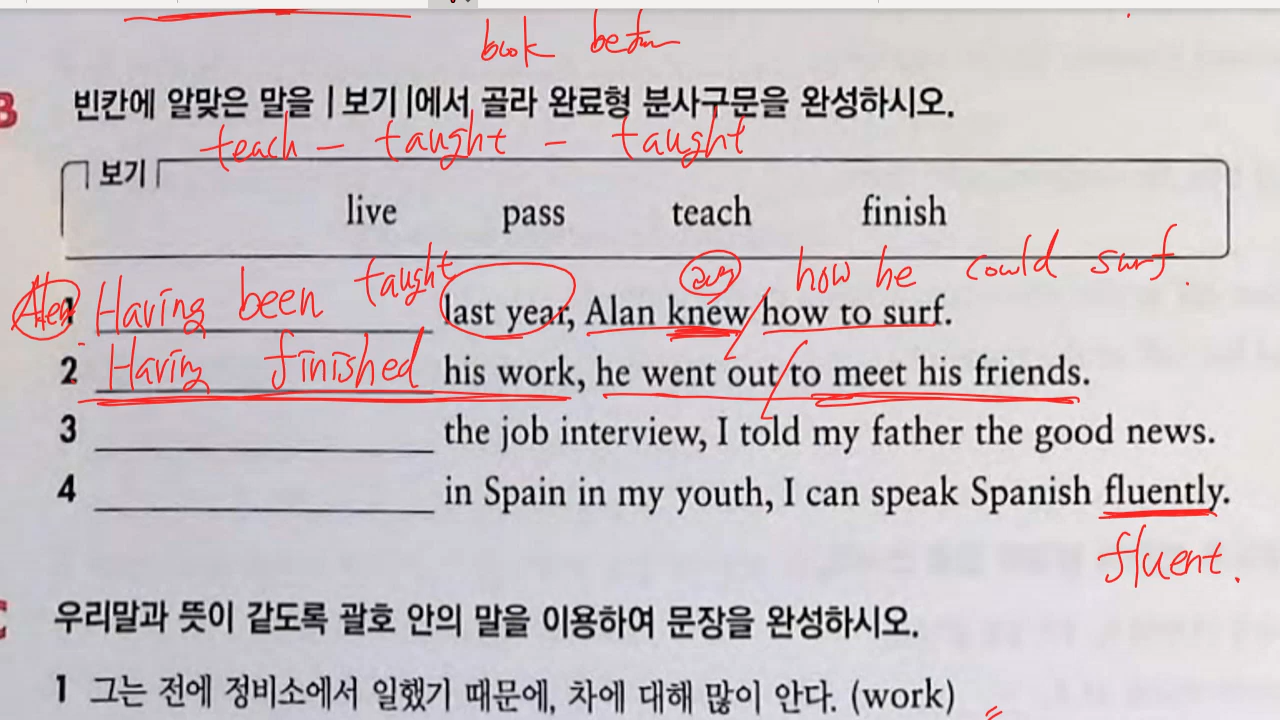 book before
B 빈칸에 알맞은 말을 |보기|에서 골라 완료형 분사구문을 완성하시오.
teach - taught - taught
보기
live pass teach finish
how he could surf
1 Having been taught last year, Alan knew how to surf.
2 Having finished his work, he went out to meet his friends.
3 the job interview, I told my father the good news.
4 in Spain in my youth, I can speak Spanish fluently.
fluent.
C 우리말과 뜻이 같도록 괄호 안의 말을 이용하여 문장을 완성하시오.
1 그는 전에 정비소에서 일했기 때문에, 차에 대해 많이 안다. (work)